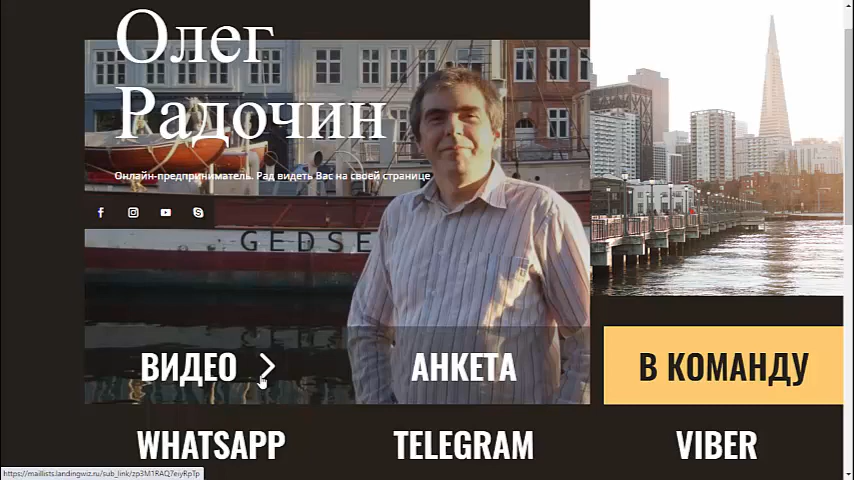 Олег
Радочин
Онлайн-предприниматель. Рад видеть Вас на своей странице
GEDSE
ВИДЕО
АНКЕТА
В КОМАНДУ
WHATSAPP
TELEGRAM
VIBER
https://maillists.landingwiz.ru/sub_link/zp3M1RAQ7eiyRpTp